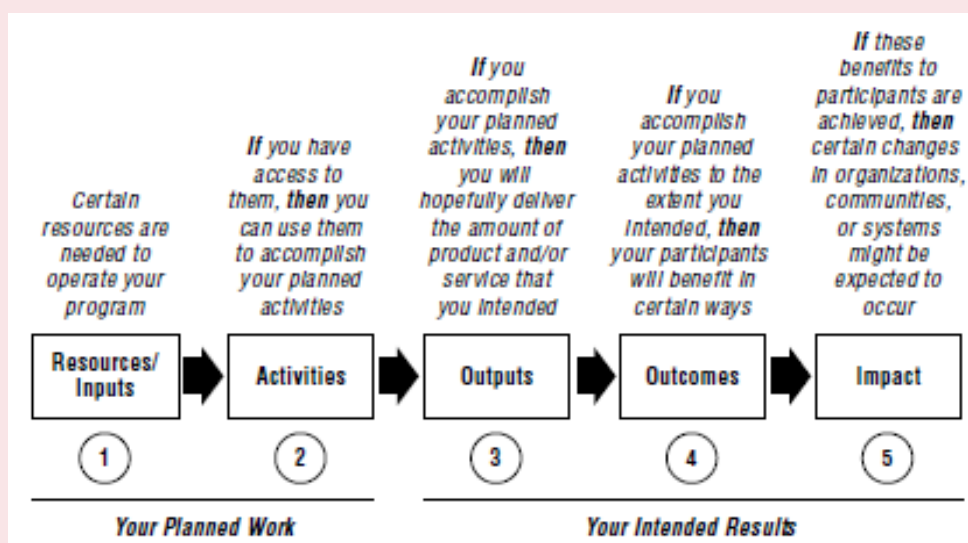 Certain
resources are
needed to
operate your
program
If you have
access to
them, then you
can use them
to accomplish
your planned
activities
If you
accomplish
your planned
activities, then
you will
hopefully deliver
the amount of
product and/or
service that
you intended
If you
accomplish
your planned
activities to the
extent you
intended, then
your participants
will benefit in
certain ways
If these
benefits to
participants are
achieved, then
certain changes
in organizations,
communities,
or systems
might be
expected to
occur
Resources/
Inputs
Activities
Outputs
Outcomes
Impact
1
2
3
4
5
Your Planned Work
Your Intended Results